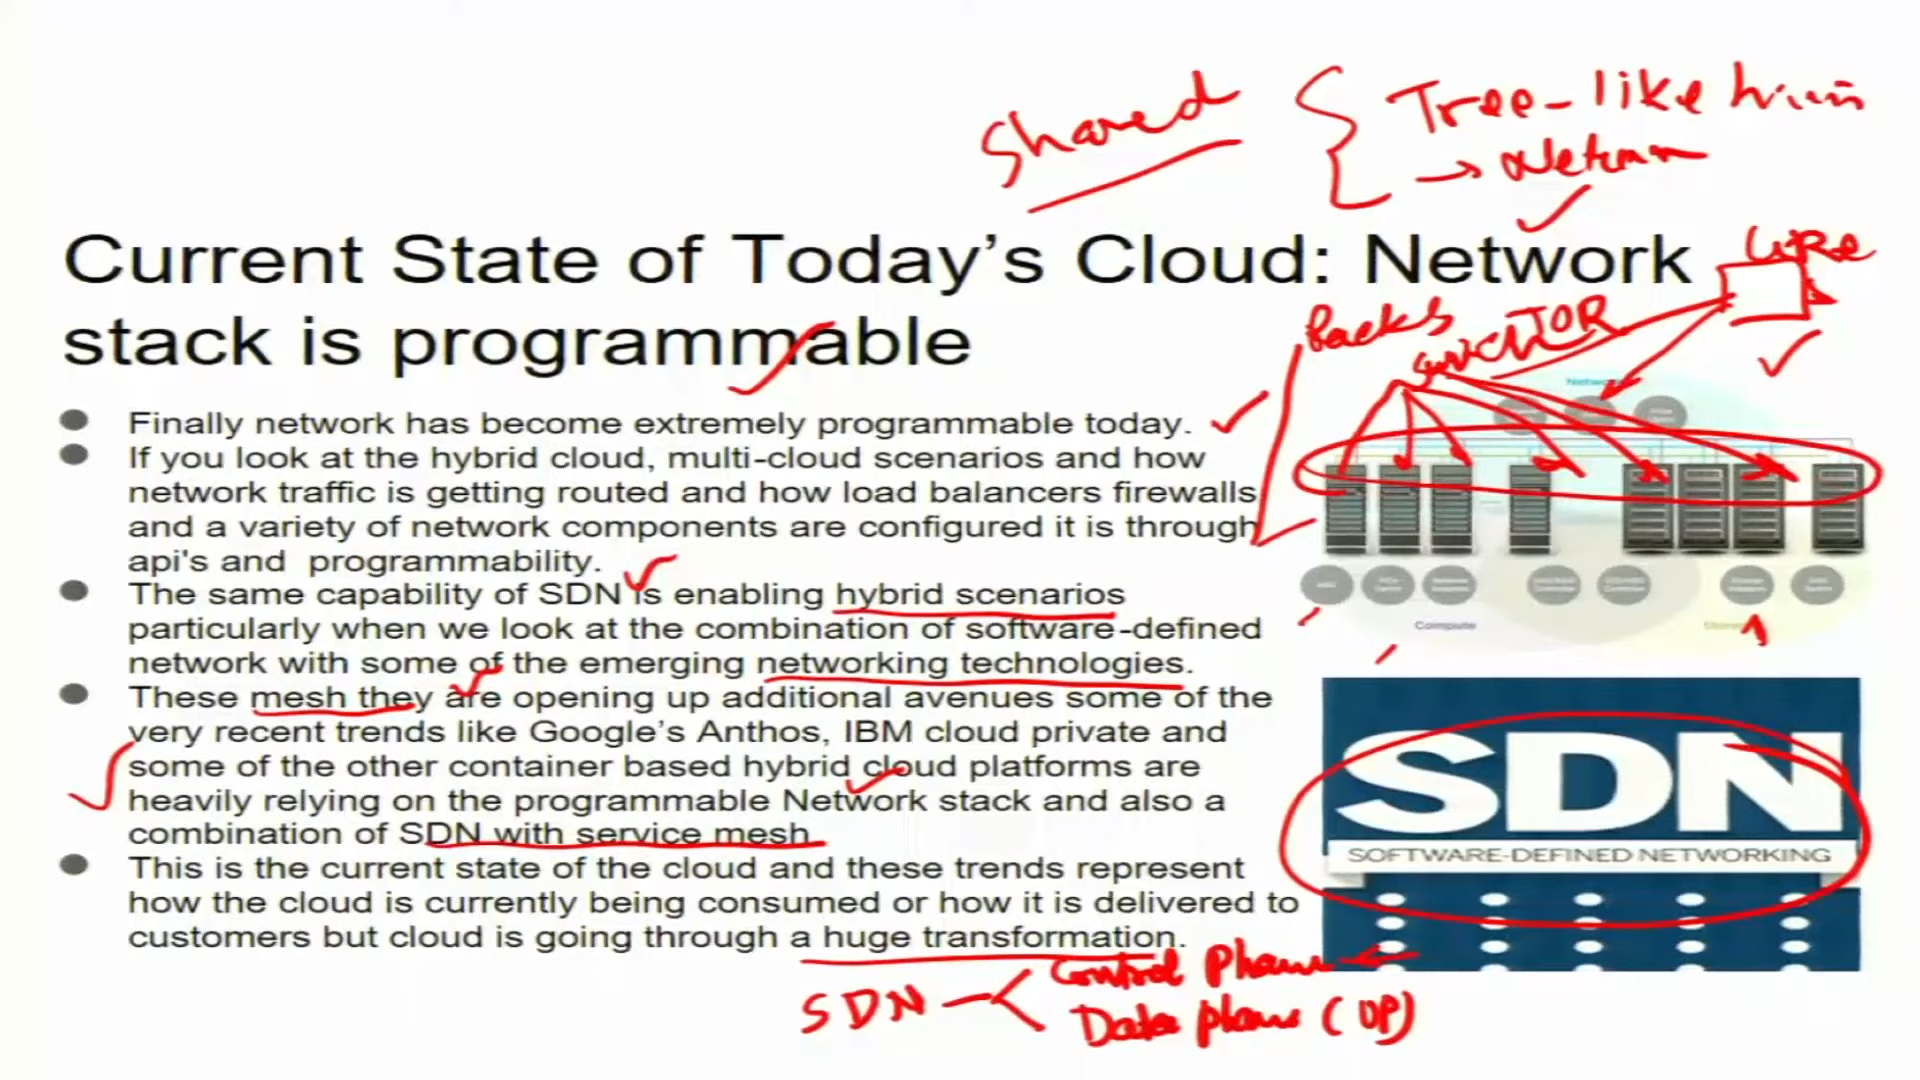 Shared
Tree-like
Current State of Today's Cloud: Network
stack is programmable
Core
Racks
TOR
● Finally network has become extremely programmable today.
● If you look at the hybrid cloud, multi-cloud scenarios and how
network traffic is getting routed and how load balancers firewalls
and a variety of network components are configured it is through
api's and programmability.
● The same capability of SDN is enabling hybrid scenarios
particularly when we look at the combination of software-defined
network with some of the emerging networking technologies.
● These mesh they are opening up additional avenues some of the
very recent trends like Google's Anthos, IBM cloud private and
some of the other container based hybrid cloud platforms are
heavily relying on the programmable Network stack and also a
combination of SDN with service mesh.
● This is the current state of the cloud and these trends represent
how the cloud is currently being consumed or how it is delivered to
customers but cloud is going through a huge transformation.
Compute
SDN
SOFTWARE-DEFINED NETWORKING
SDN
Control
Data (DP)